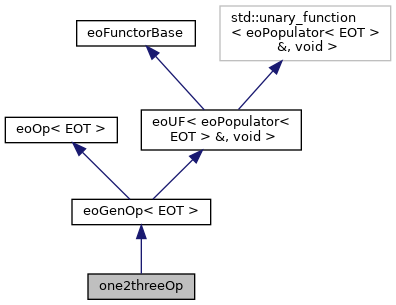 eoFunctorBase
std::unary_function
< eoPopulator< EOT >
&, void >
eoOp< EOT >
eoUF< eoPopulator<
EOT > &, void >
eoGenOp< EOT >
one2threeOp